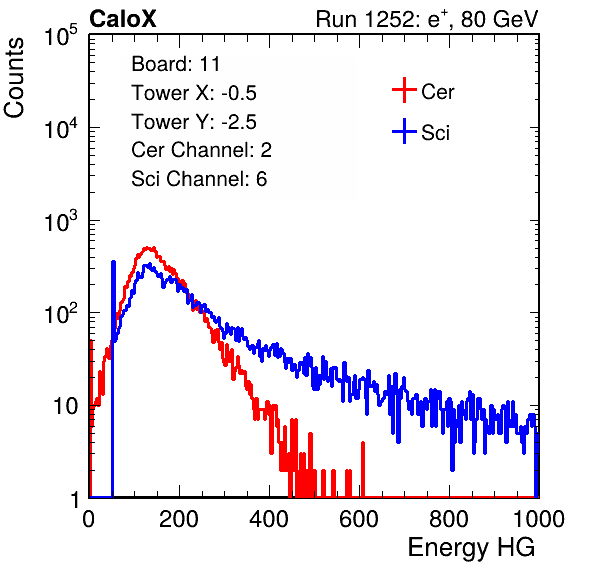 CaloX Run 1252: e⁺, 80 GeV
Counts
Board: 11
Tower X: -0.5
Tower Y: -2.5
Cer Channel: 2
Sci Channel: 6
Cer
Sci
10⁵
10⁴
10³
10²
10
1
0 200 400 600 800 1000
Energy HG